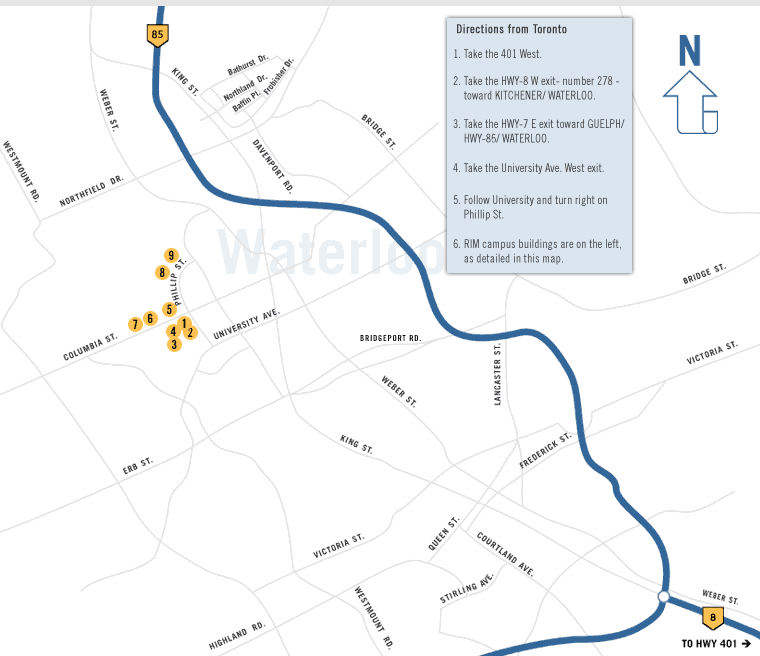 85
Directions from Toronto
1. Take the 401 West.
2. Take the HWY-8 W exit- number 278 -
toward KITCHENER/ WATERLOO.
3. Take the HWY-7 E exit toward GUELPH/
HWY-85/ WATERLOO.
4. Take the University Ave. West exit.
5. Follow University and turn right on
Phillip St.
6. RIM campus buildings are on the left,
as detailed in this map.
N
KING ST.
Bathurst Dr.
Northland Dr.
Baffin Pl.
Frobisher Dr.
WEBER ST.
BRIDGE ST.
WESTMOUNT RD.
DAVENPORT RD.
NORTHFIELD DR.
Waterloo
9
8
PHILLIP ST.
BRIDGE ST.
5
7
6
1
4
2
3
UNIVERSITY AVE.
COLUMBIA ST.
BRIDGEPORT RD.
LANCASTER ST.
VICTORIA ST.
WEBER ST.
KING ST.
FREDERICK ST.
ERB ST.
QUEEN ST.
VICTORIA ST.
COURTLAND AVE.
STIRLING AVE.
WESTMOUNT RD.
HIGHLAND RD.
WEBER ST.
8
TO HWY 401